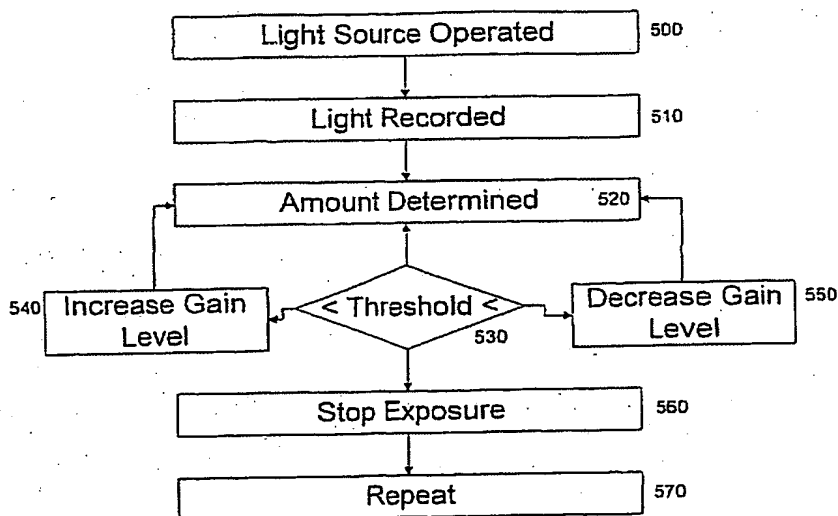 Light Source Operated 500
Light Recorded 510
Amount Determined 520
540 Increase Gain Level
< Threshold < 530
Decrease Gain Level 550
Stop Exposure 560
Repeat 570